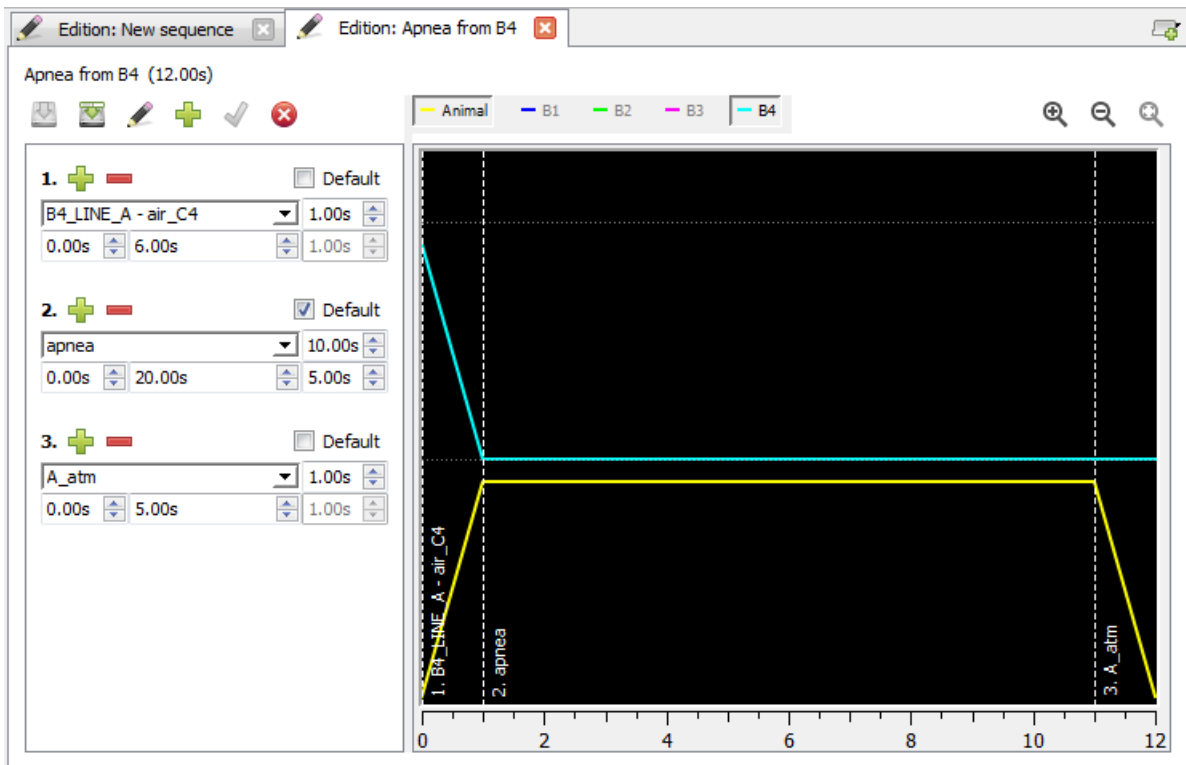 Edition: New sequence
Edition: Apnea from B4
Apnea from B4 (12.00s)
Animal B1 B2 B3 B4
1. Default
B4_LINE_A - air_C4 1.00s
0.00s 6.00s 1.00s
2. Default
apnea 10.00s
0.00s 20.00s 5.00s
3. Default
A_atm 1.00s
0.00s 5.00s 1.00s
1. B4_LINE_A - air_C4
2. apnea
3. A_atm
0 2 4 6 8 10 12